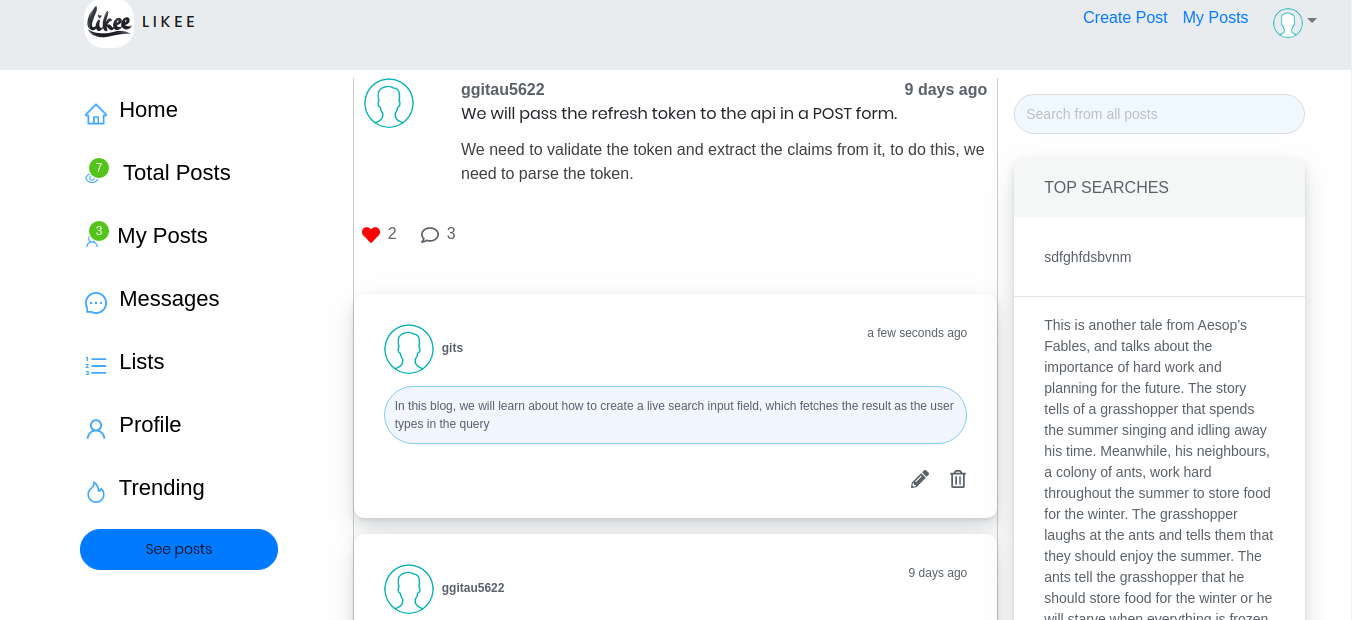 likee LIKEE
Create Post My Posts
Home
7
Total Posts
3
My Posts
Messages
Lists
Profile
Trending
See posts
ggitau5622 9 days ago
We will pass the refresh token to the api in a POST form.
We need to validate the token and extract the claims from it, to do this, we
need to parse the token.
2 3
a few seconds ago
gits
In this blog, we will learn about how to create a live search input field, which fetches the result as the user
types in the query
9 days ago
ggitau5622
Search from all posts
TOP SEARCHES
sdfghfdsbvnm
This is another tale from Aesop's
Fables, and talks about the
importance of hard work and
planning for the future. The story
tells of a grasshopper that spends
the summer singing and idling away
his time. Meanwhile, his neighbours,
a colony of ants, work hard
throughout the summer to store food
for the winter. The grasshopper
laughs at the ants and tells them that
they should enjoy the summer. The
ants tell the grasshopper that he
should store food for the winter or he
will starve when everything is frozen